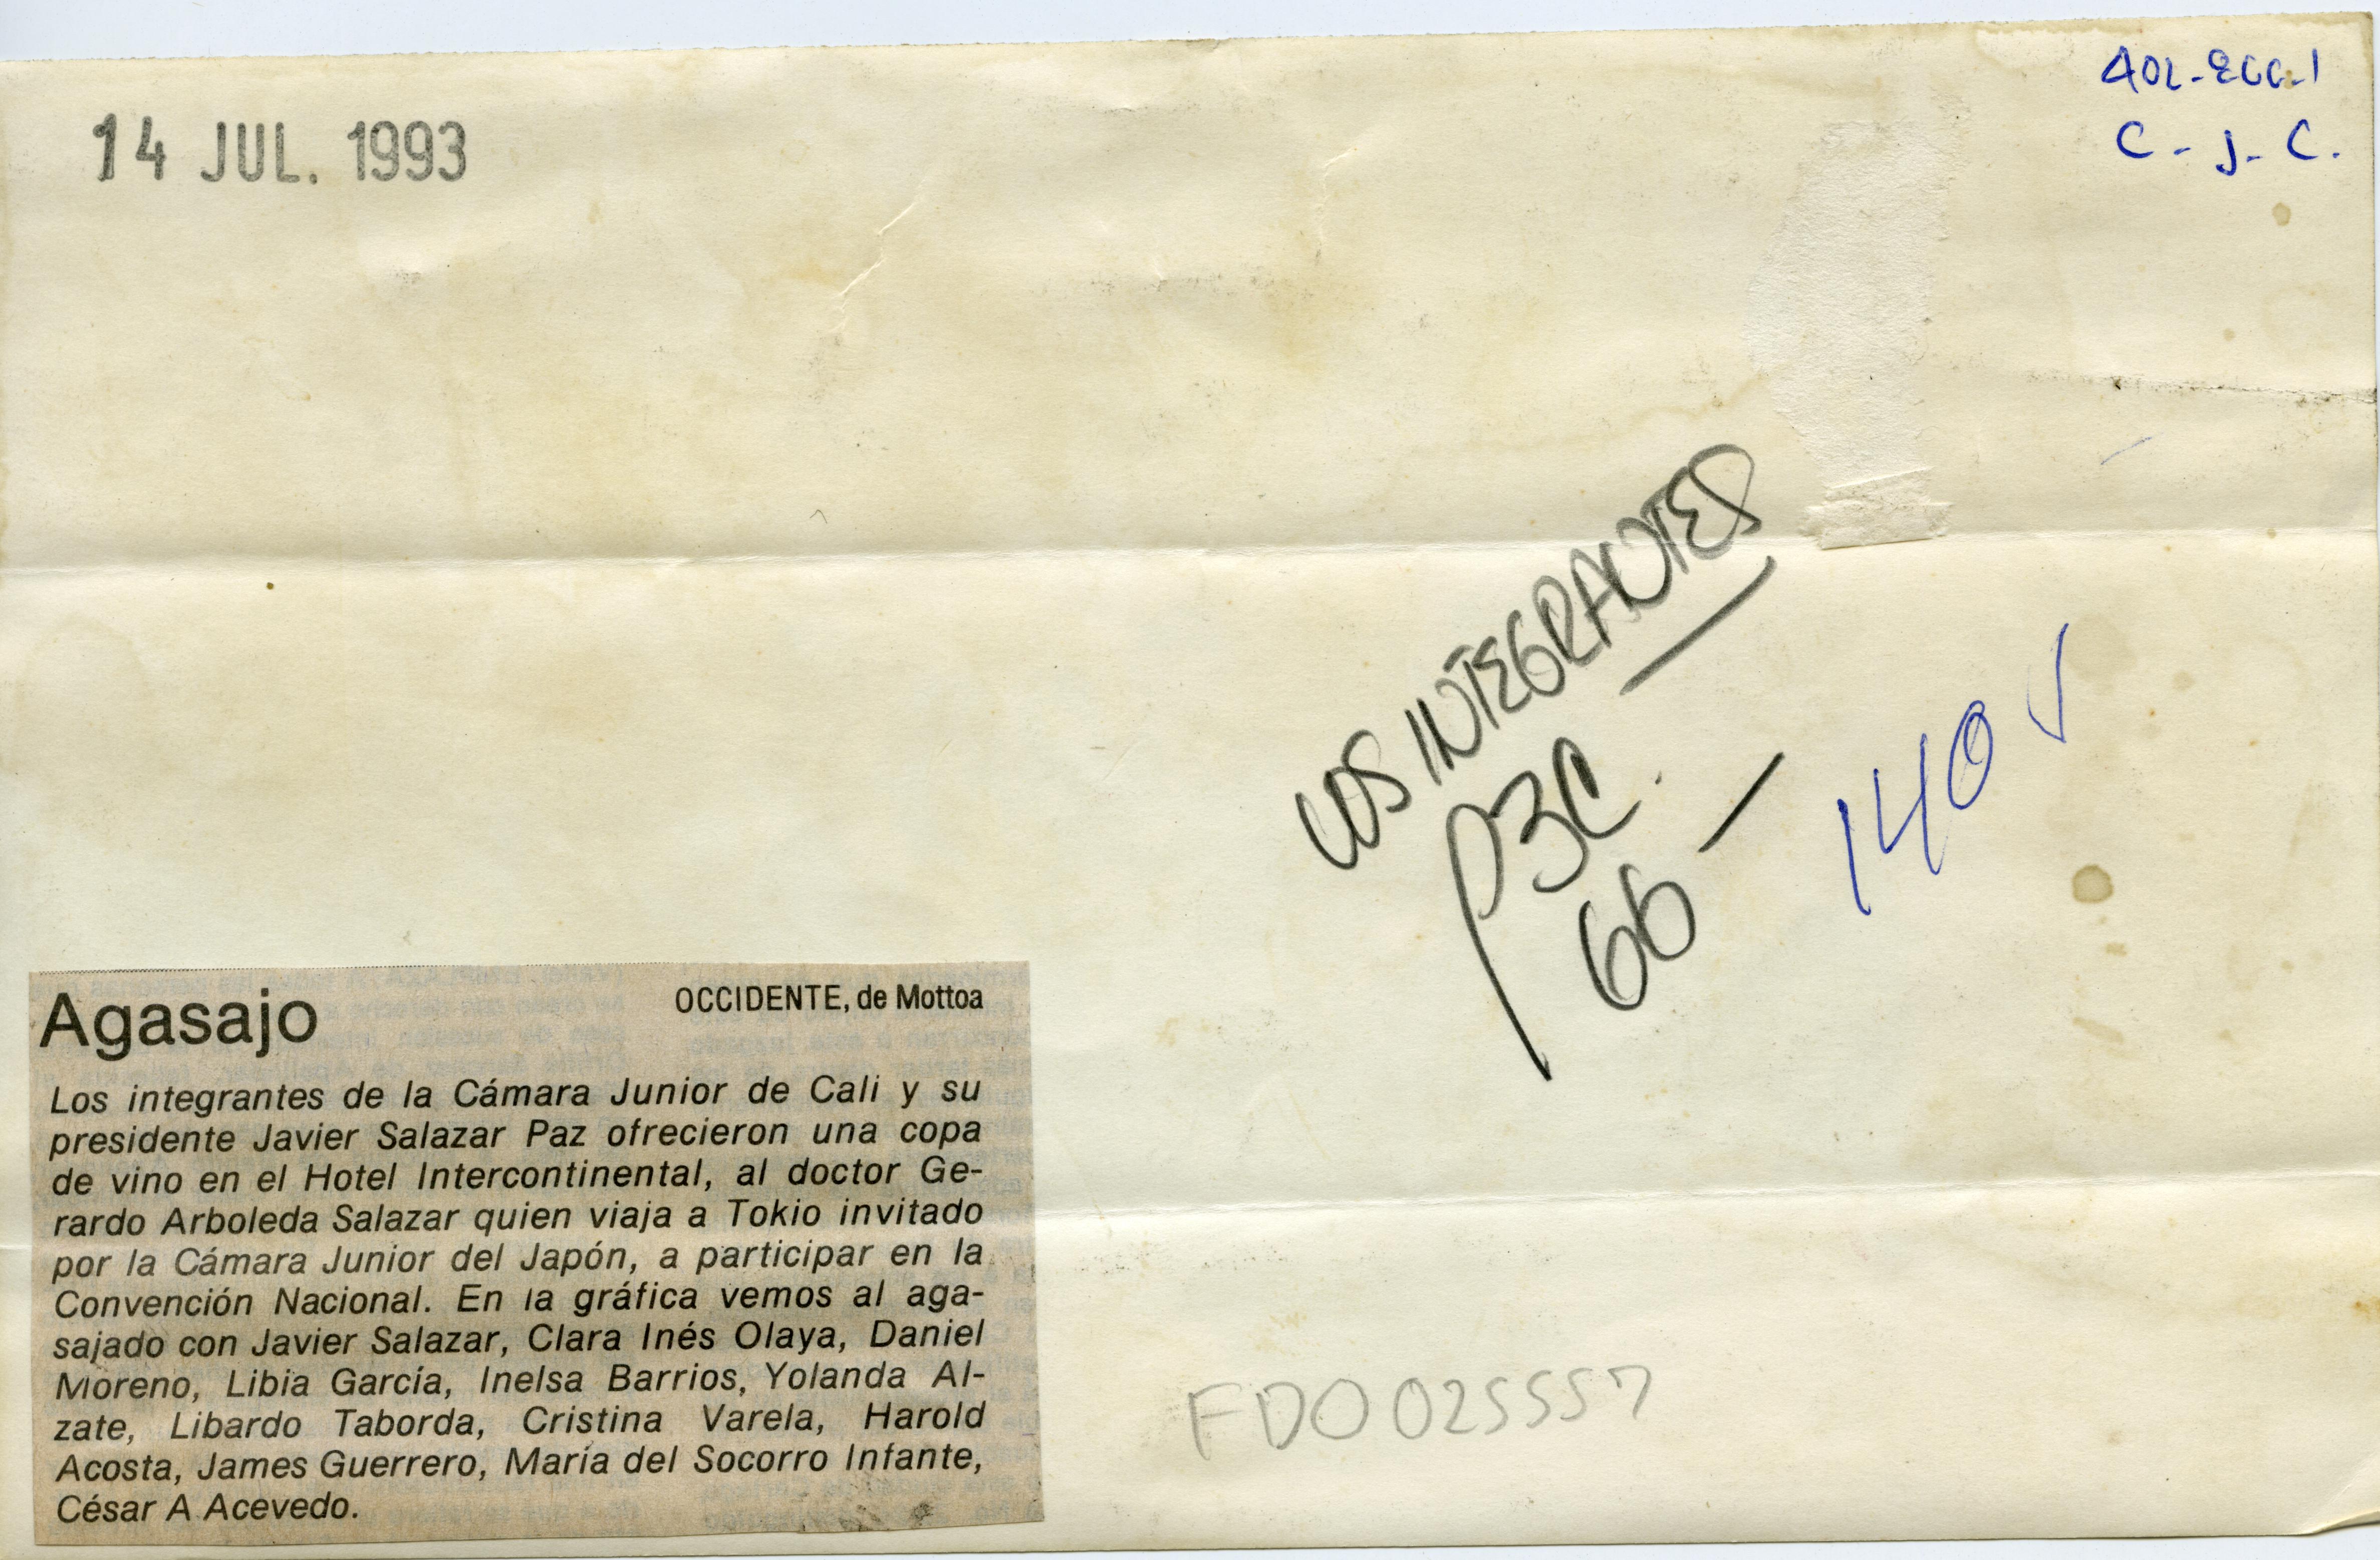 14 JUL. 1993
C - J - C.
LOS INTEGRANTES
P3C.
66 —
140 ✓
Agasajo
OCCIDENTE, de Mottoa
Los integrantes de la Cámara Junior de Cali y su
presidente Javier Salazar Paz ofrecieron una copa
de vino en el Hotel Intercontinental, al doctor Ge-
rardo Arboleda Salazar quien viaja a Tokio invitado
por la Cámara Junior del Japón, a participar en la
Convención Nacional. En la gráfica vemos al aga-
sajado con Javier Salazar, Clara Inés Olaya, Daniel
Moreno, Libia García, Inelsa Barrios, Yolanda Al-
zate, Libardo Taborda, Cristina Varela, Harold
Acosta, James Guerrero, María del Socorro Infante,
César A Acevedo.
FDO025557